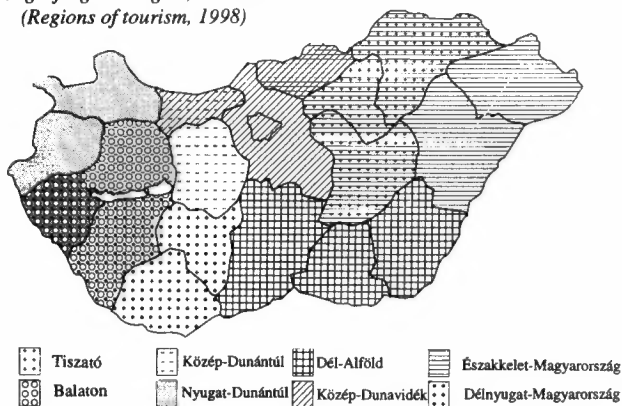 (Regions of tourism, 1998)
Tiszató Közép-Dunántúl Dél-Alföld Északkelet-Magyarország
Balaton Nyugat-Dunántúl Közép-Dunavidék Délnyugat-Magyarország